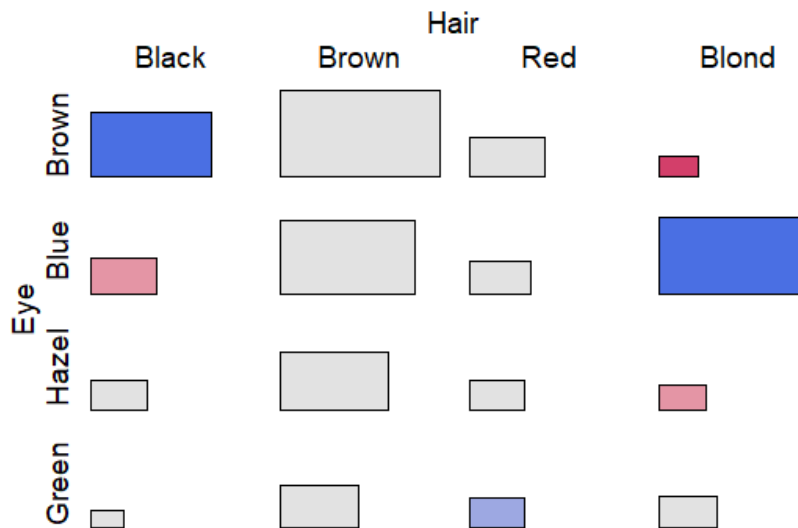 Hair
Black Brown Red Blond
Eye
Brown
Blue
Hazel
Green